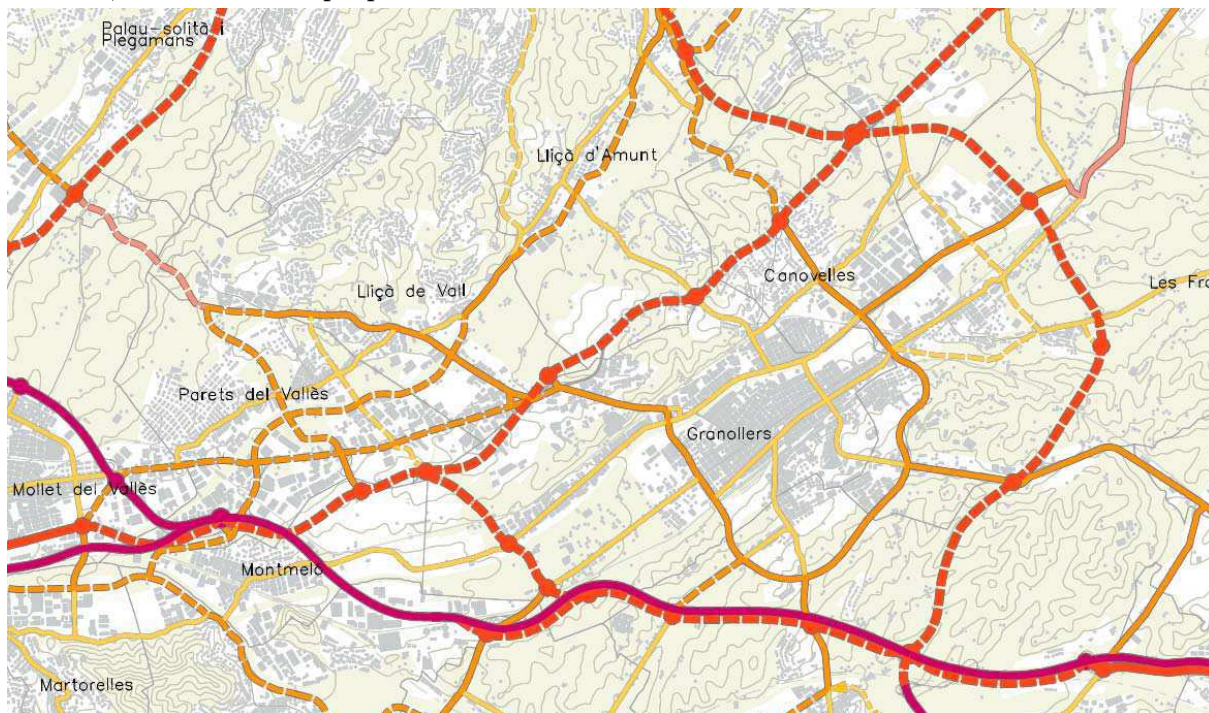 Palau-solità i
Plegamans
Lliçà d'Amunt
Canovelles
Les Fra
Lliçà de Vall
Parets del Vallès
Granollers
Mollet del Vallès
Montmeló
Martorelles